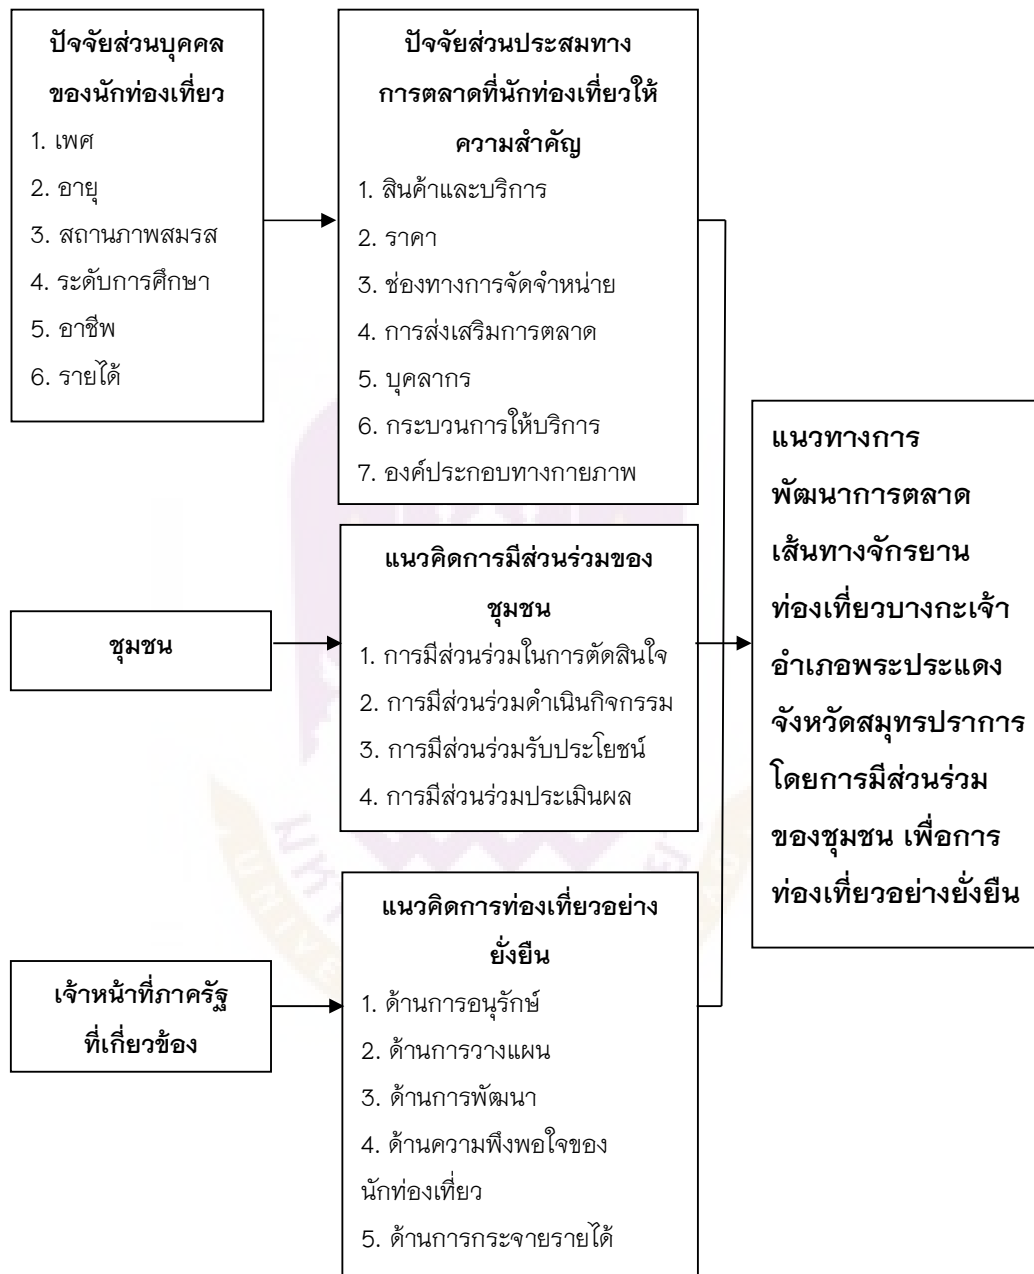 ปัจจัยส่วนบุคคล
ของนักท่องเที่ยว
1. เพศ
2. อายุ
3. สถานภาพสมรส
4. ระดับการศึกษา
5. อาชีพ
6. รายได้
ปัจจัยส่วนประสมทาง
การตลาดที่นักท่องเที่ยวให้
ความสำคัญ
1. สินค้าและบริการ
2. ราคา
3. ช่องทางการจัดจำหน่าย
4. การส่งเสริมการตลาด
5. บุคลากร
6. กระบวนการให้บริการ
7. องค์ประกอบทางกายภาพ
ชุมชน
แนวคิดการมีส่วนร่วมของ
ชุมชน
1. การมีส่วนร่วมในการตัดสินใจ
2. การมีส่วนร่วมดำเนินกิจกรรม
3. การมีส่วนร่วมรับประโยชน์
4. การมีส่วนร่วมประเมินผล
เจ้าหน้าที่ภาครัฐ
ที่เกี่ยวข้อง
แนวคิดการท่องเที่ยวอย่าง
ยั่งยืน
1. ด้านการอนุรักษ์
2. ด้านการวางแผน
3. ด้านการพัฒนา
4. ด้านความพึงพอใจของ
นักท่องเที่ยว
5. ด้านการกระจายรายได้
แนวทางการ
พัฒนาการตลาด
เส้นทางจักรยาน
ท่องเที่ยวบางกะเจ้า
อำเภอพระประแดง
จังหวัดสมุทรปราการ
โดยการมีส่วนร่วม
ของชุมชน เพื่อการ
ท่องเที่ยวอย่างยั่งยืน